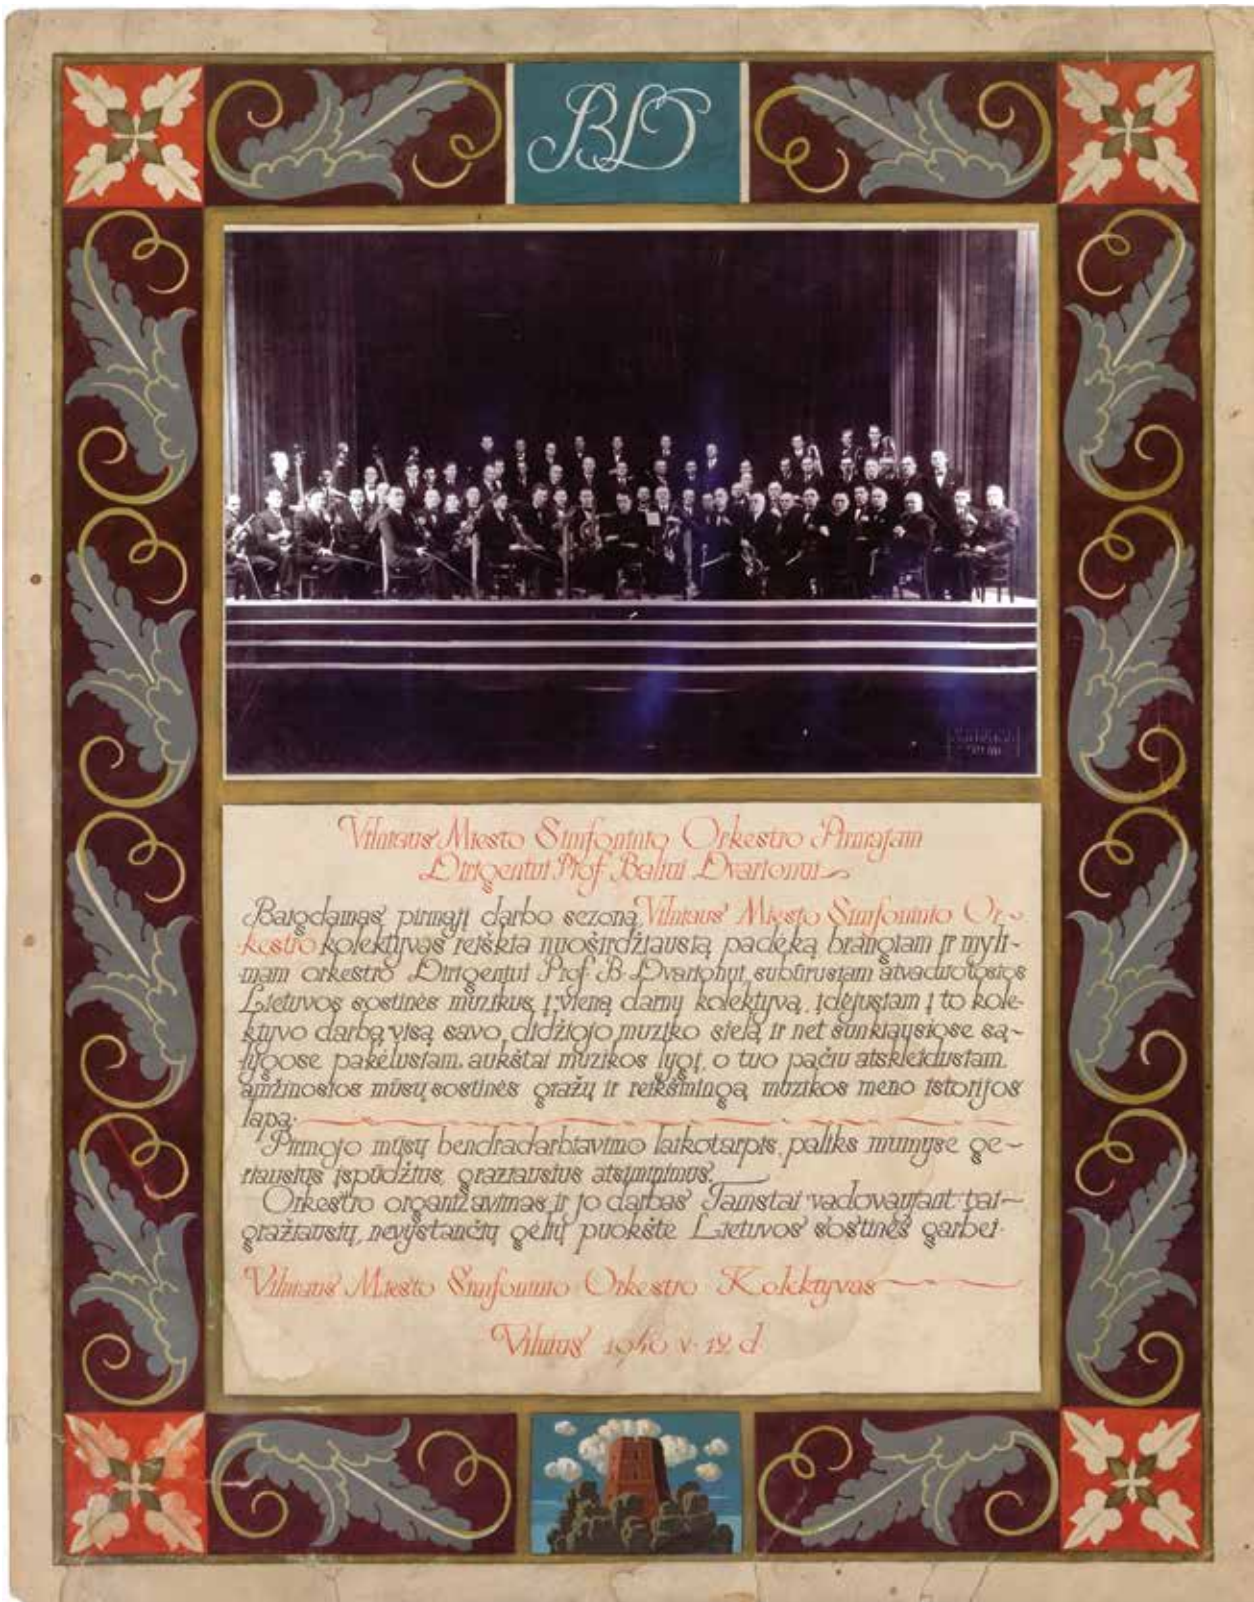 BD
Vilniaus Miesto Simfoninio Orkestro Pirmajam
Dirigentui Prof. Baliui Dvarionui
Baigdamas pirmąjį darbo sezoną Vilniaus Miesto Simfoninio Or-
kestro kolektyvas reiškia nuoširdžiausią padėką brangiam ir myli-
mam orkestro Dirigentui Prof. B. Dvarionui, subūrusiam atvaduotosios
Lietuvos sostinės muzikus į vieną darnų kolektyvą, įdėjusiam į to kole-
ktyvo darbą visą savo didžiojo muziko sielą ir net sunkiausiose są-
lygose pakėlusiam aukštai muzikos lygį, o tuo pačiu atskleidusiam
amžinosios mūsų sostinės gražų ir reikšmingą muzikos meno istorijos
lapą.
Pirmojo mūsų bendradarbiavimo laikotarpis paliks mumyse ge-
riausius įspūdžius, gražiausius atsiminimus.
Orkestro organizavimas ir jo darbas Tamstai vadovaujant tai
gražiausių, nevystančių gėlių puokštė Lietuvos sostinės garbei.
Vilniaus Miesto Simfoninio Orkestro Kolektyvas
Vilnius 1940 v. 12 d.